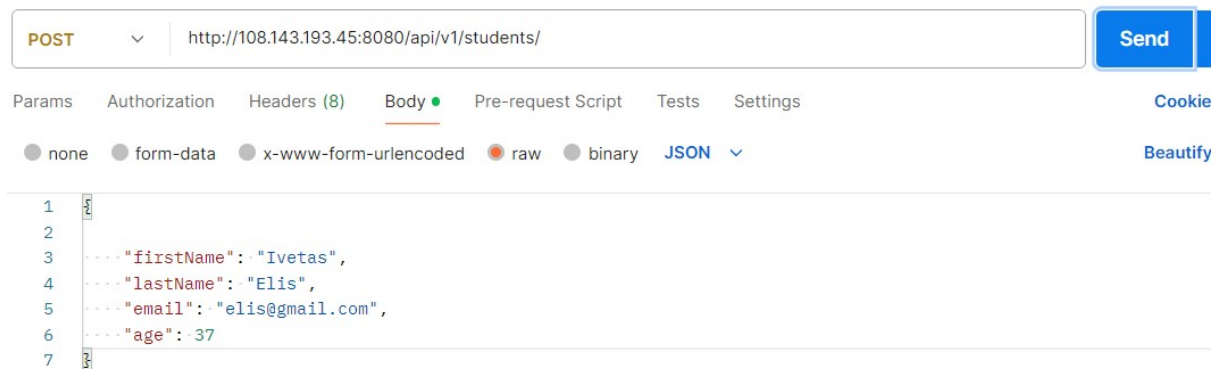 POST http://108.143.193.45:8080/api/v1/students/ Send
Params Authorization Headers (8) Body Pre-request Script Tests Settings Cookie
none form-data x-www-form-urlencoded raw binary JSON Beautify
1 {
2
3 "firstName": "Ivetas",
4 "lastName": "Elis",
5 "email": "elis@gmail.com",
6 "age": 37
7 }